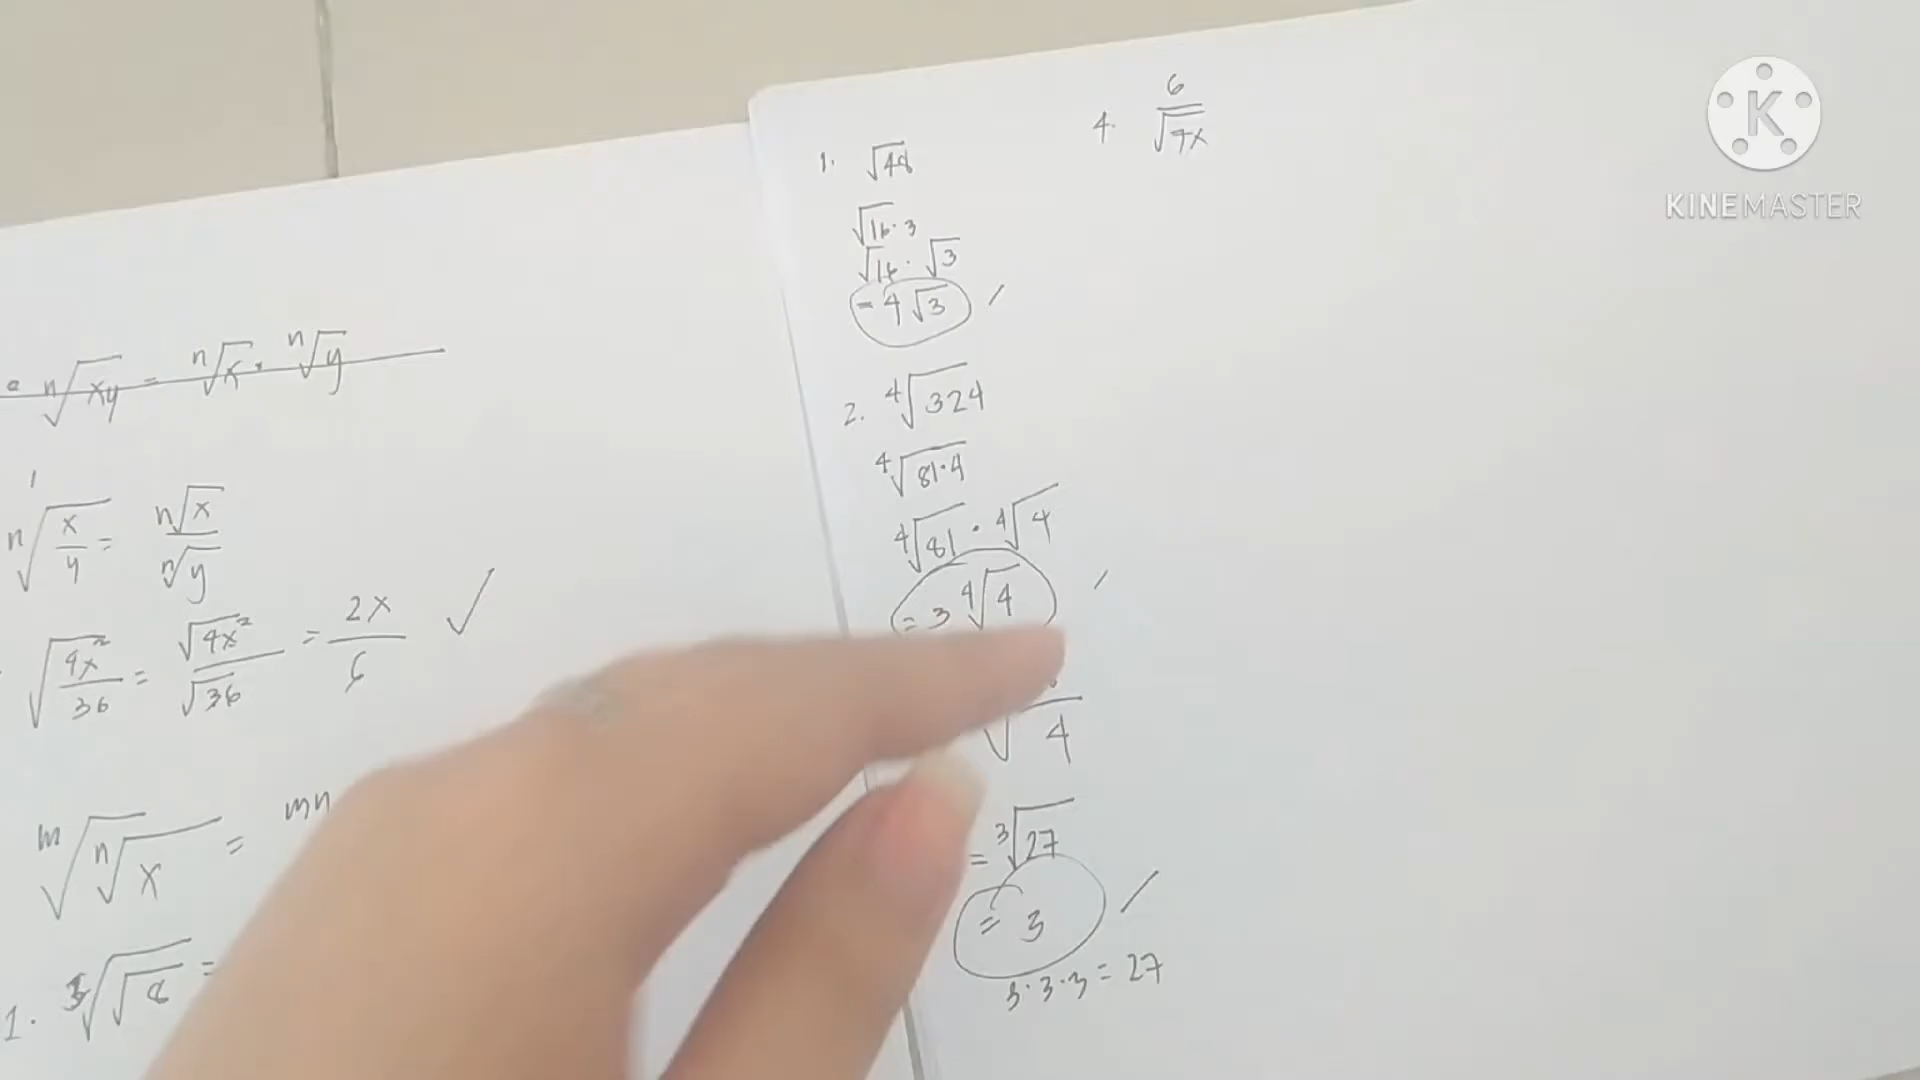 ⁿ√xy = ⁿ√x · ⁿ√y
ⁿ√(x/y) = ⁿ√x / ⁿ√y
√(4x²/36) = √4x² / √36 = 2x/6 ✓
ᵐ√ⁿ√x = mn
1. ³√√8 =
1. √48
√16·3
√16 · √3
= 4√3
2. ⁴√324
⁴√81·4
⁴√81 · ⁴√4
= 3 ⁴√4
√ 4
= ³√27
= 3
3·3·3 = 27
4. 6/√7x
K
KINEMASTER